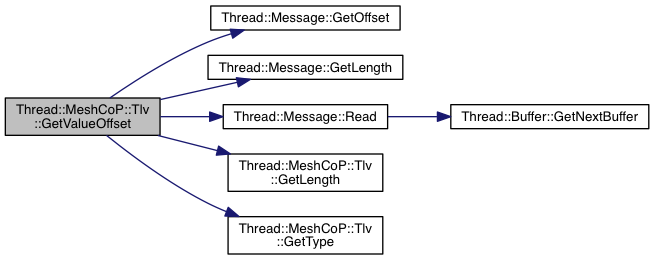 Thread::Message::GetOffset
Thread::Message::GetLength
Thread::MeshCoP::Tlv
::GetValueOffset
Thread::Message::Read
Thread::Buffer::GetNextBuffer
Thread::MeshCoP::Tlv
::GetLength
Thread::MeshCoP::Tlv
::GetType